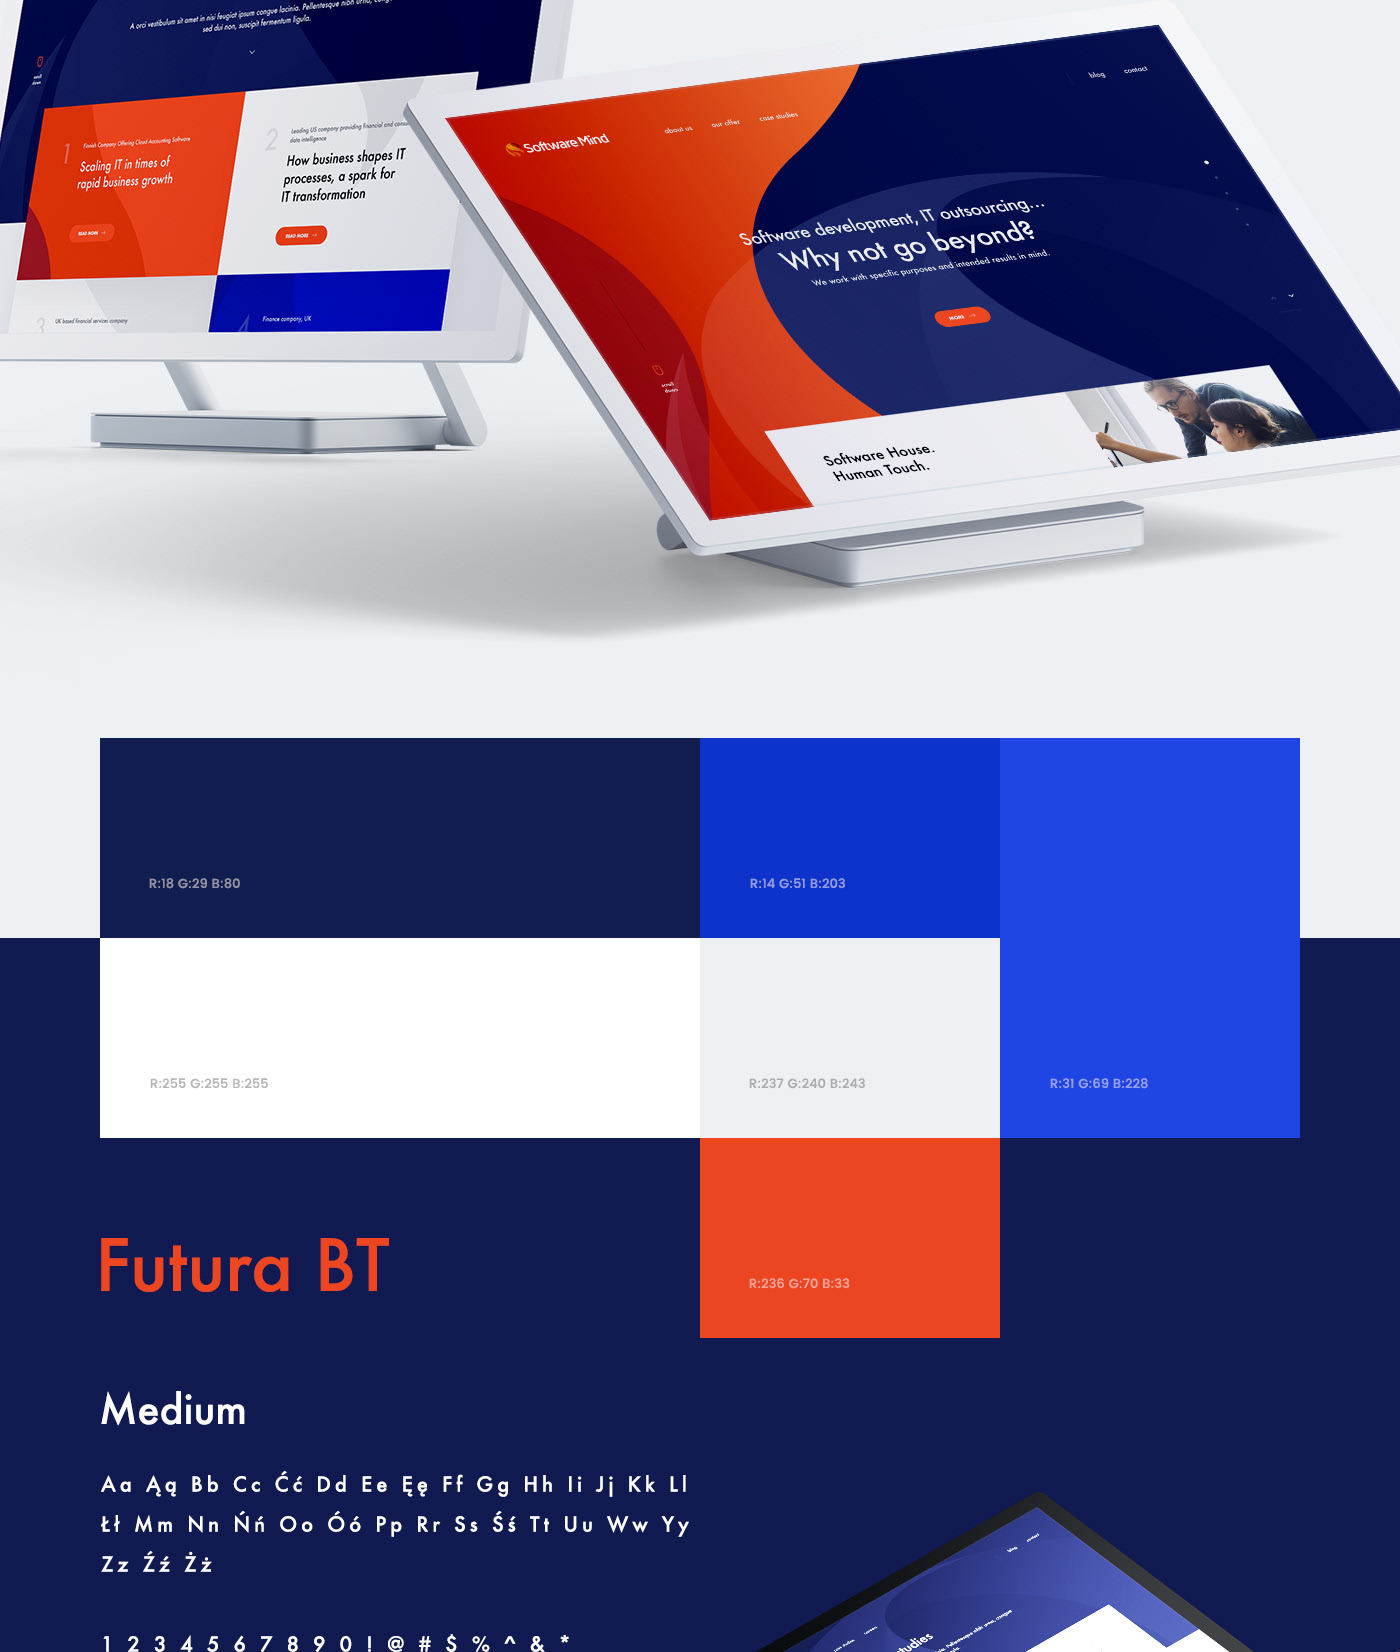 A orci vestibulum sit amet in nisi feugiat ipsum congue lacinia. Pellentesque nibh urna,
sed dui non, suscipit fermentum ligula.
scroll
down
1
Finnish Company Offering Cloud Accounting Software
Scaling IT in times of
rapid business growth
READ MORE
2
Leading US company providing financial and
data intelligence
How business shapes IT
processes, a spark for
IT transformation
READ MORE
3
UK based financial services company
4
Finance company, UK
Software Mind
about us our offer case studies
blog contact
Software development, IT outsourcing...
Why not go beyond?
We work with specific purposes and intended results in mind.
MORE
scroll
down
Software House.
Human Touch.
R:18 G:29 B:80
R:14 G:51 B:203
R:255 G:255 B:255
R:237 G:240 B:243
R:31 G:69 B:228
R:236 G:70 B:33
Futura BT
Medium
Aa Ąą Bb Cc Ćć Dd Ee Ęę Ff Gg Hh Ii Jj Kk Ll
Łł Mm Nn Ńń Oo Óó Pp Rr Ss Śś Tt Uu Ww Yy
Zz Źź Żż
1 2 3 4 5 6 7 8 9 0 ! @ # $ % ^ & *
blog contact